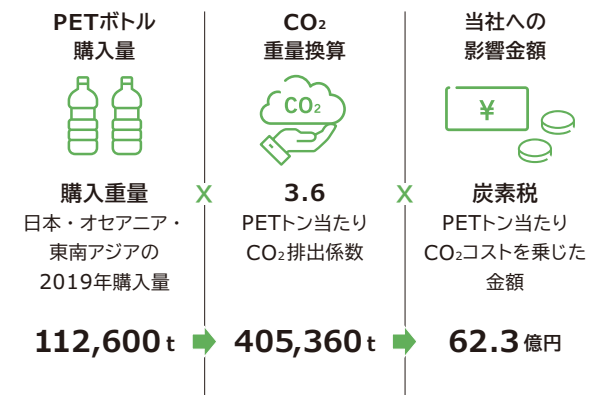 PETボトル
購入量
購入重量
日本・オセアニア・
東南アジアの
2019年購入量
112,600 t
x
CO₂
重量換算
CO₂
3.6
PETトン当たり
CO₂排出係数
405,360 t
x
当社への
影響金額
¥
炭素税
PETトン当たり
CO₂コストを乗じた
金額
62.3 億円